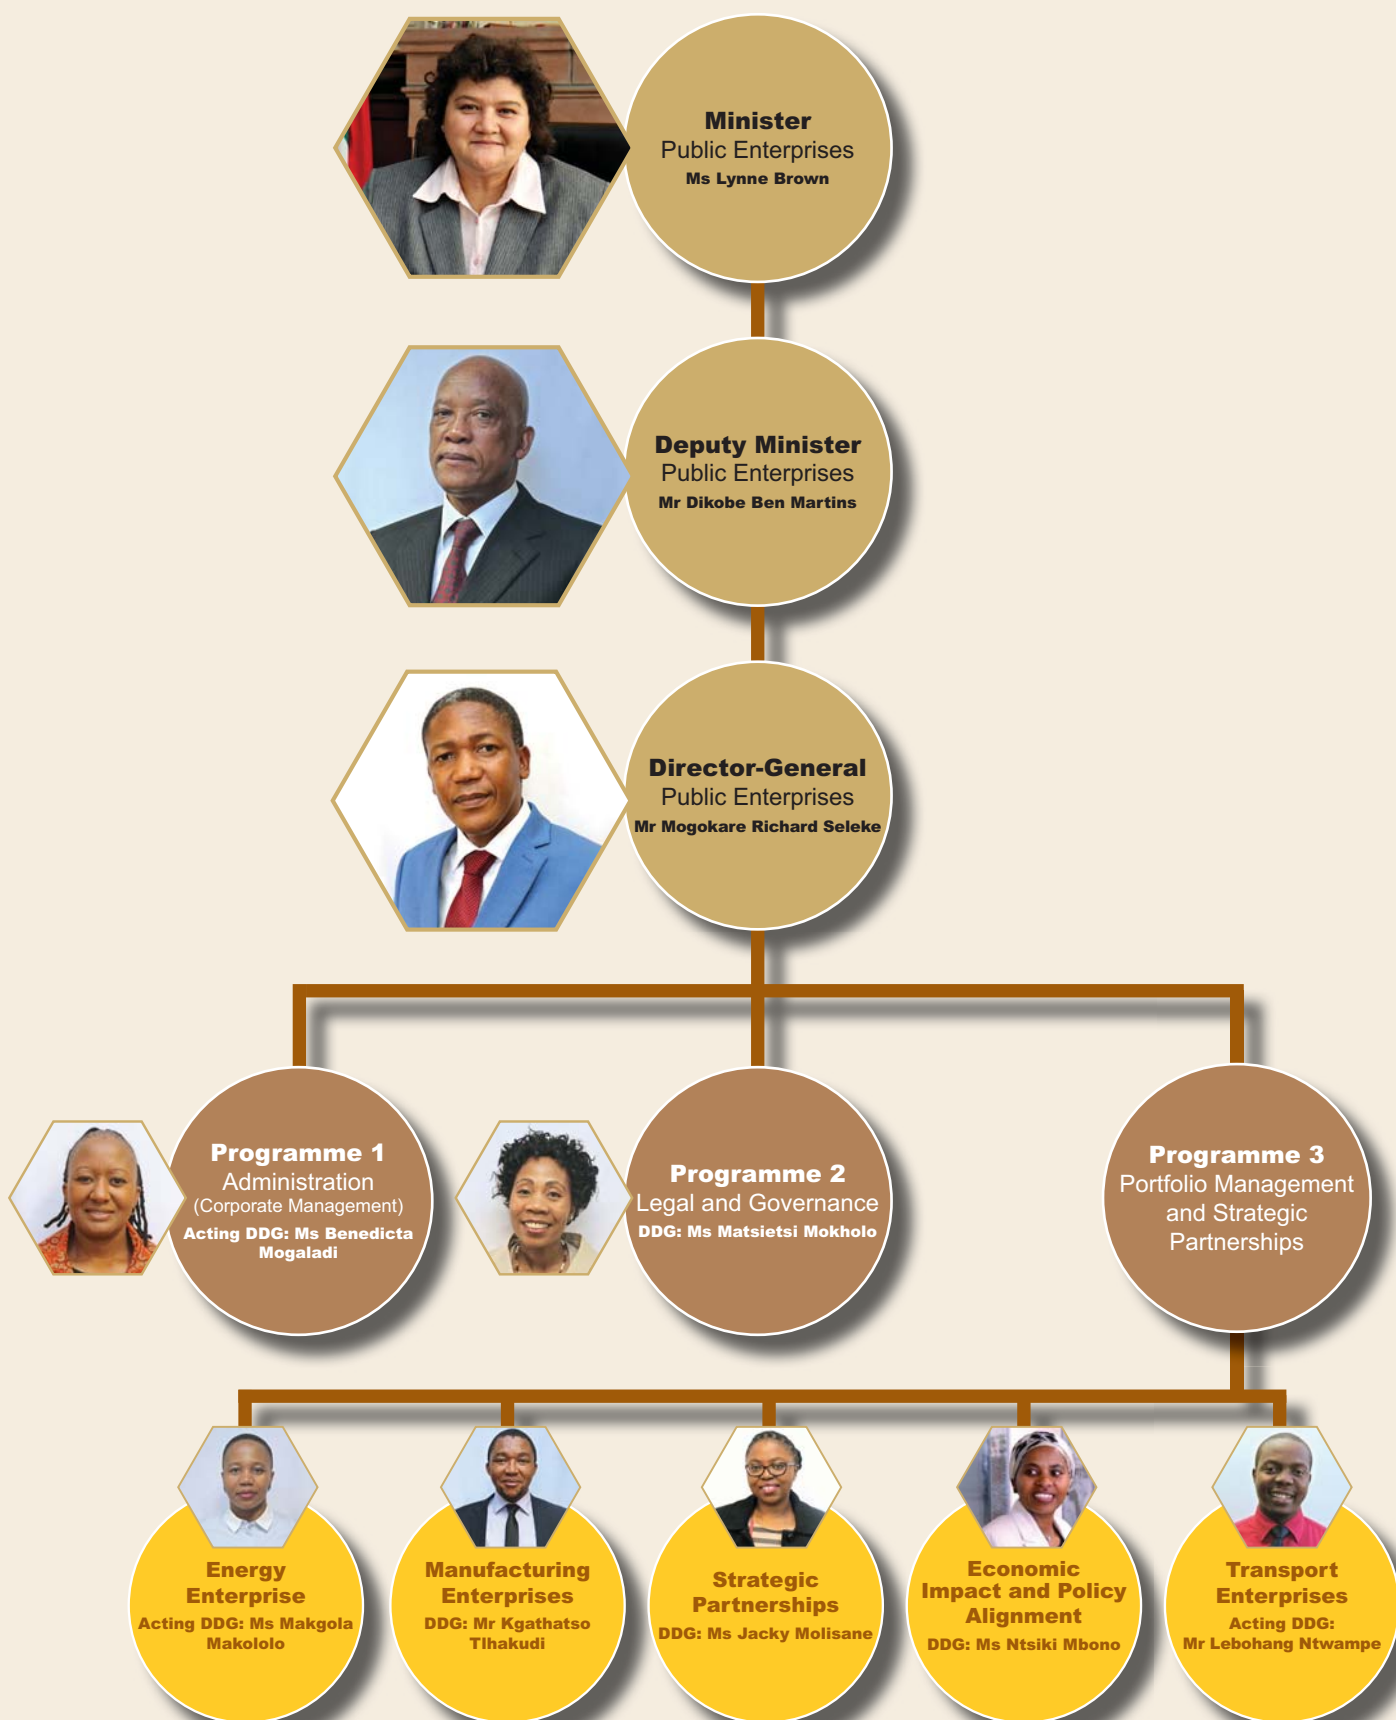 Minister
Public Enterprises
Ms Lynne Brown
Deputy Minister
Public Enterprises
Mr Dikobe Ben Martins
Director-General
Public Enterprises
Mr Mogokare Richard Seleke
Programme 1
Administration
(Corporate Management)
Acting DDG: Ms Benedicta
Mogaladi
Programme 2
Legal and Governance
DDG: Ms Matsietsi Mokholo
Programme 3
Portfolio Management
and Strategic
Partnerships
Energy
Enterprise
Acting DDG: Ms Makgola
Makololo
Manufacturing
Enterprises
DDG: Mr Kgathatso
Tlhakudi
Strategic
Partnerships
DDG: Ms Jacky Molisane
Economic
Impact and Policy
Alignment
DDG: Ms Ntsiki Mbono
Transport
Enterprises
Acting DDG:
Mr Lebohang Ntwampe